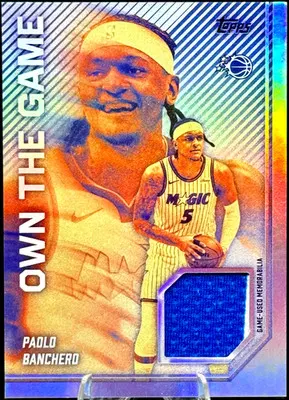 Topps
OWN THE GAME
MAGIC
5
PAOLO
BANCHERO
GAME-USED MEMORABILIA